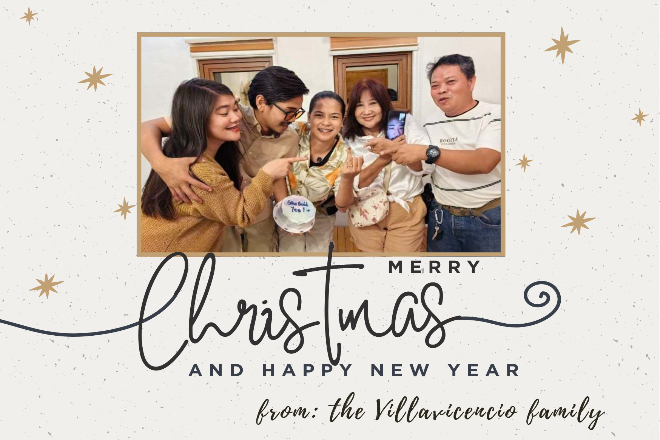 MERRY
Christmas
AND HAPPY NEW YEAR
from: the Villavicencio family